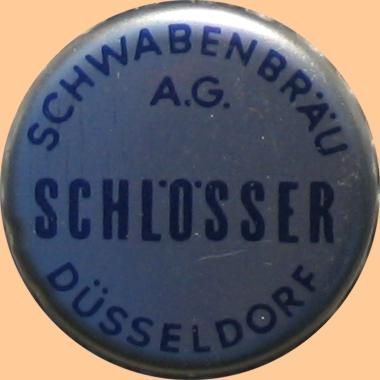 SCHWABENBRÄU
A.G.
SCHLÖSSER
DÜSSELDORF